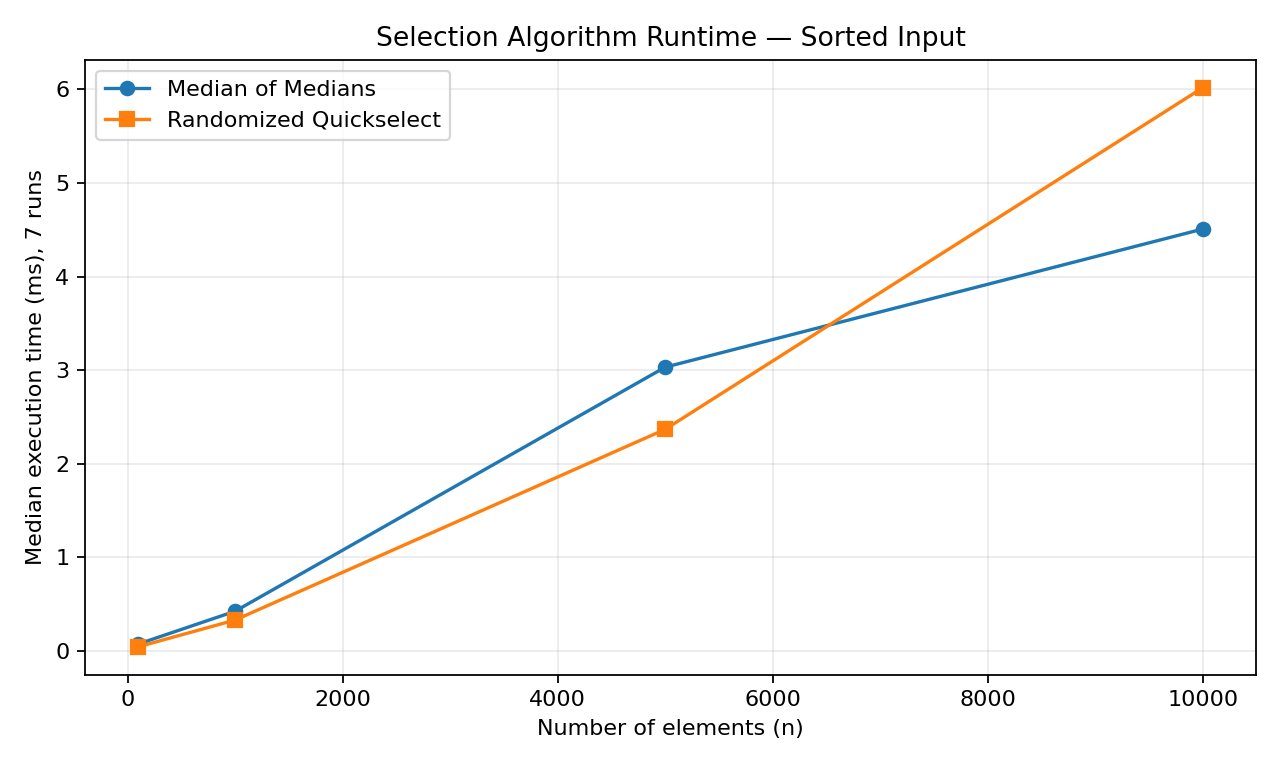 Selection Algorithm Runtime — Sorted Input
Median of Medians
Randomized Quickselect
Median execution time (ms), 7 runs
6
5
4
3
2
1
0
0 2000 4000 6000 8000 10000
Number of elements (n)